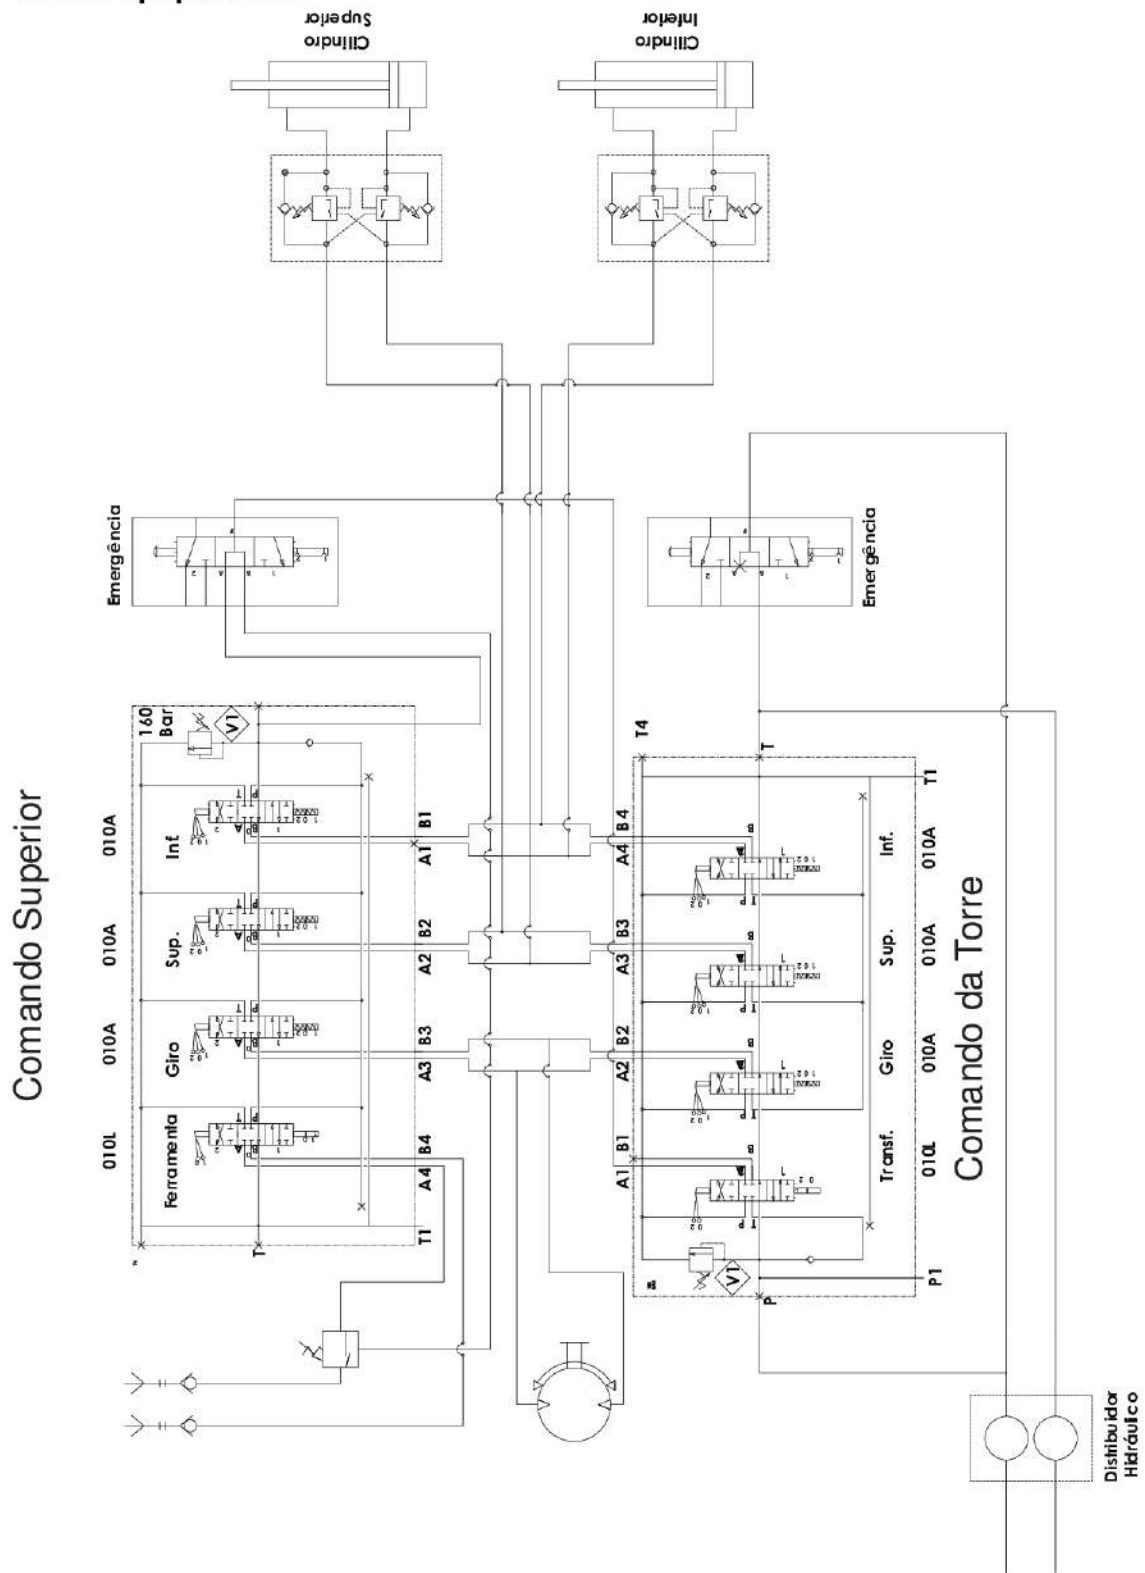 Cilindro
Superior
Cilindro
Inferior
Emergência
Emergência
Comando Superior
160
Bar
V1
010A
010A
010A
010L
Inf.
Sup.
Giro
Ferramenta
A1 B1
A2 B2
A3 B3
A4 B4
T
T1
T4
T
A4 B4
A3 B3
A2 B2
A1 B1
Inf.
Sup.
Giro
Transf.
010A
010A
010A
010L
T1
P1
P
V1
Comando da Torre
Distribuidor
Hidráulico